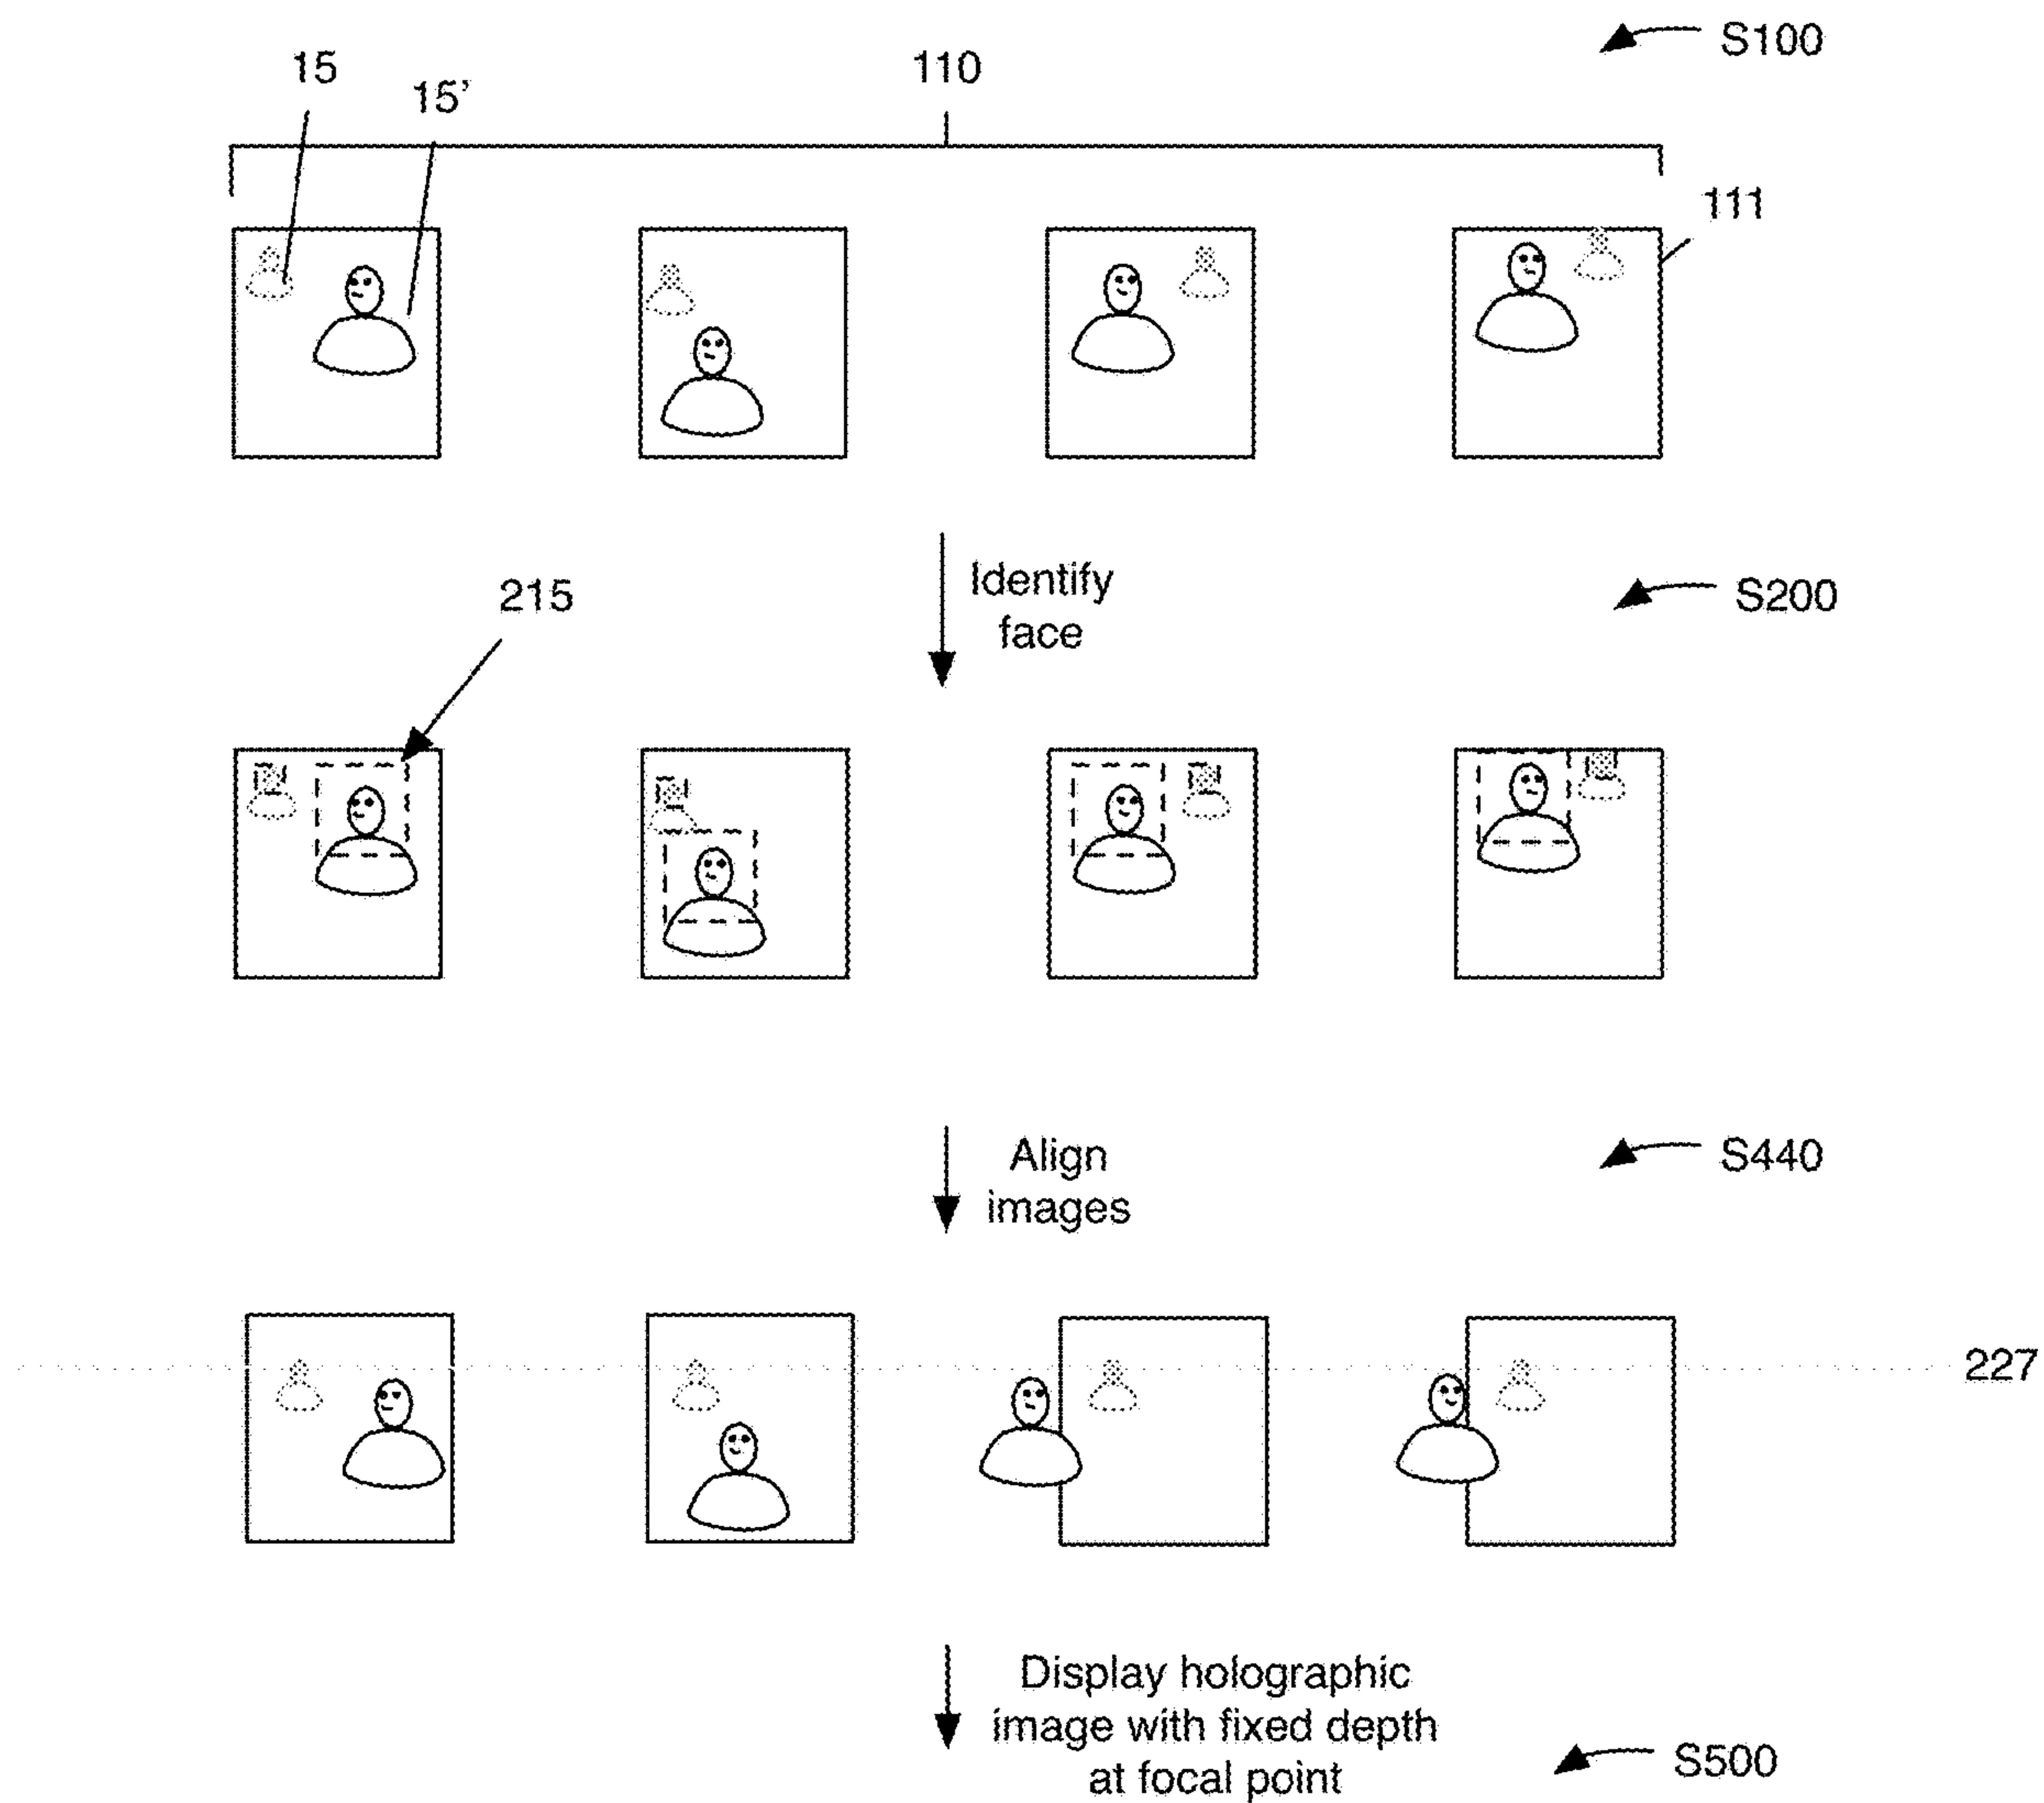 S100
15
110
15'
111
Identify
face
S200
215
Align
images
S440
227
Display holographic
image with fixed depth
at focal point
S500